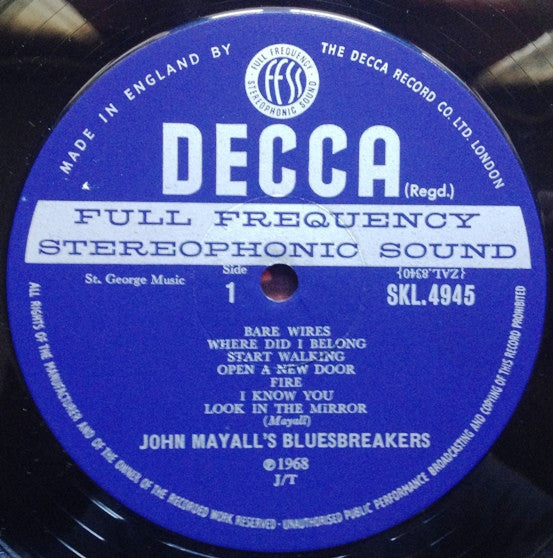 MADE IN ENGLAND BY THE DECCA RECORD CO. LTD. LONDON
FULL FREQUENCY · STEREOPHONIC SOUND ·
FFSS
DECCA (Regd.)
FULL FREQUENCY
STEREOPHONIC SOUND
St. George Music
Side
1
{ZAL.8340}
SKL.4945
BARE WIRES
WHERE DID I BELONG
START WALKING
OPEN A NEW DOOR
FIRE
I KNOW YOU
LOOK IN THE MIRROR
(Mayall)
JOHN MAYALL'S BLUESBREAKERS
℗1968
J/T
ALL RIGHTS OF THE MANUFACTURER AND OF THE OWNER OF THE RECORDED WORK RESERVED · UNAUTHORISED PUBLIC PERFORMANCE BROADCASTING AND COPYING OF THIS RECORD PROHIBITED